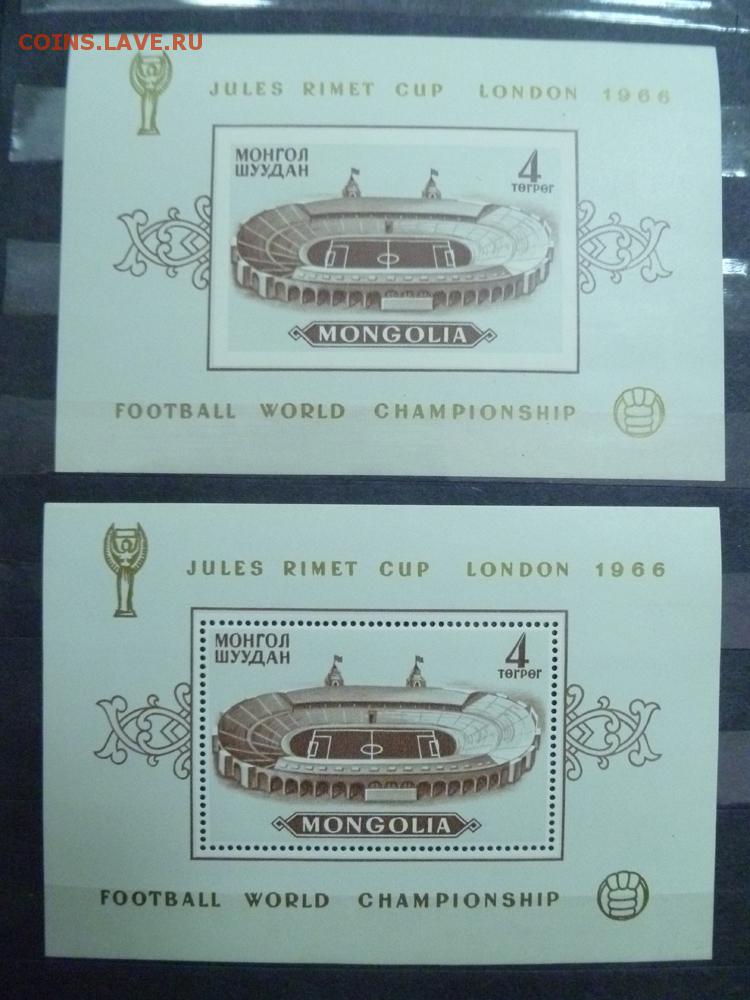 COINS.LAVE.RU
JULES RIMET CUP LONDON 1966
МОНГОЛ
ШУУДАН
4
ТӨГРӨГ
MONGOLIA
FOOTBALL WORLD CHAMPIONSHIP
JULES RIMET CUP LONDON 1966
МОНГОЛ
ШУУДАН
4
ТӨГРӨГ
MONGOLIA
FOOTBALL WORLD CHAMPIONSHIP